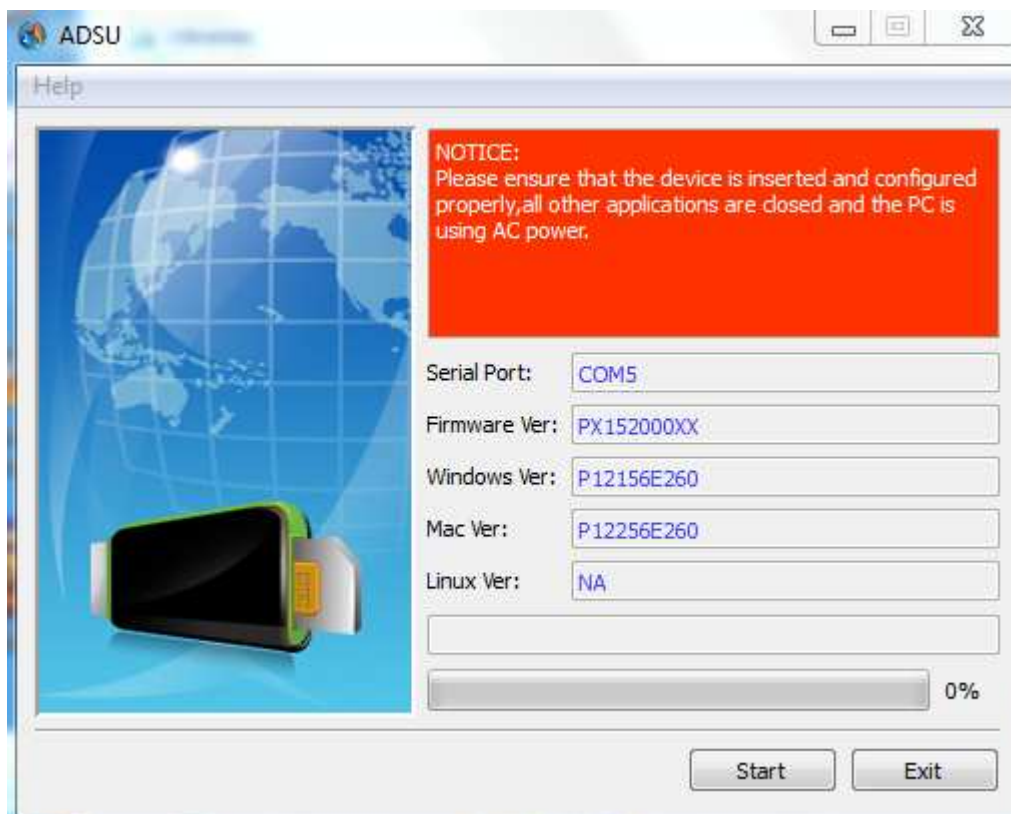 ADSU
Help
NOTICE:
Please ensure that the device is inserted and configured
properly,all other applications are closed and the PC is
using AC power.
Serial Port: COM5
Firmware Ver: PX152000XX
Windows Ver: P12156E260
Mac Ver: P12256E260
Linux Ver: NA
0%
Start Exit